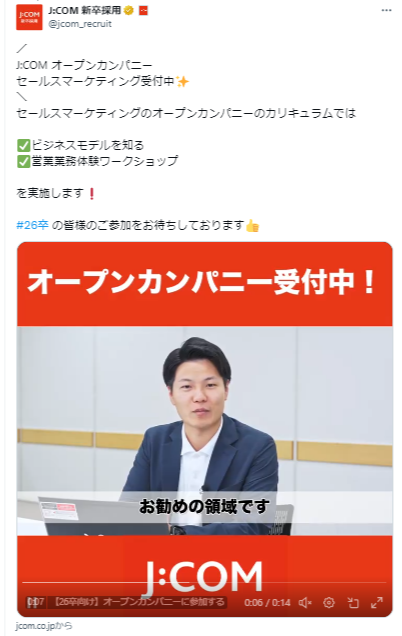 J:COM 新卒採用
@jcom_recruit
／
J:COM オープンカンパニー
セールスマーケティング受付中✨
＼
セールスマーケティングのオープンカンパニーのカリキュラムでは
✅ビジネスモデルを知る
✅営業業務体験ワークショップ
を実施します❗
#26卒 の皆様のご参加をお待ちしております👍
オープンカンパニー受付中！
お勧めの領域です
J:COM
0:07 【26卒向け】オープンカンパニーに参加する
0:06 / 0:14
jcom.co.jpから